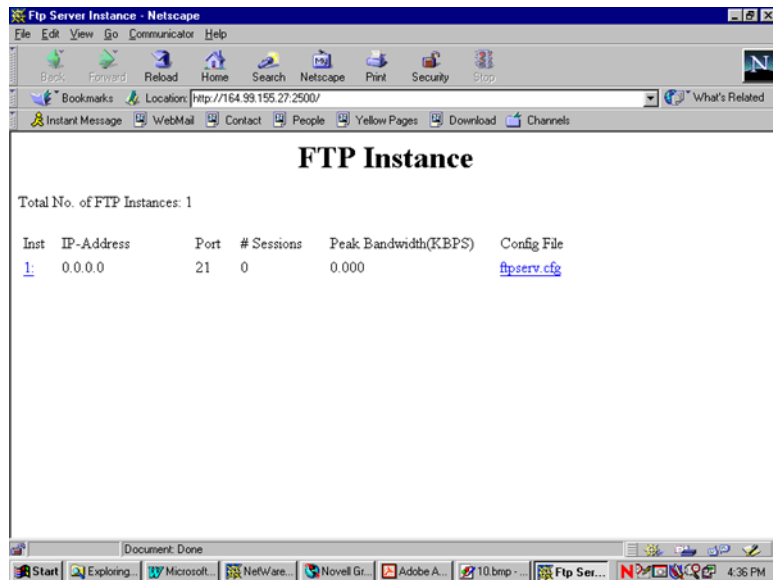 Ftp Server Instance - Netscape
File Edit View Go Communicator Help
Back Forward Reload Home Search Netscape Print Security Stop
N
Bookmarks Location: http://164.99.155.27:2500/ What's Related
Instant Message WebMail Contact People Yellow Pages Download Channels
FTP Instance
Total No. of FTP Instances: 1
Inst IP-Address Port # Sessions Peak Bandwidth(KBPS) Config File
1: 0.0.0.0 21 0 0.000 ftpserv.cfg
Document: Done
Start Exploring... Microsoft... NetWare... Novell Gr... Adobe A... 10.bmp - ... Ftp Ser... N 4:36 PM